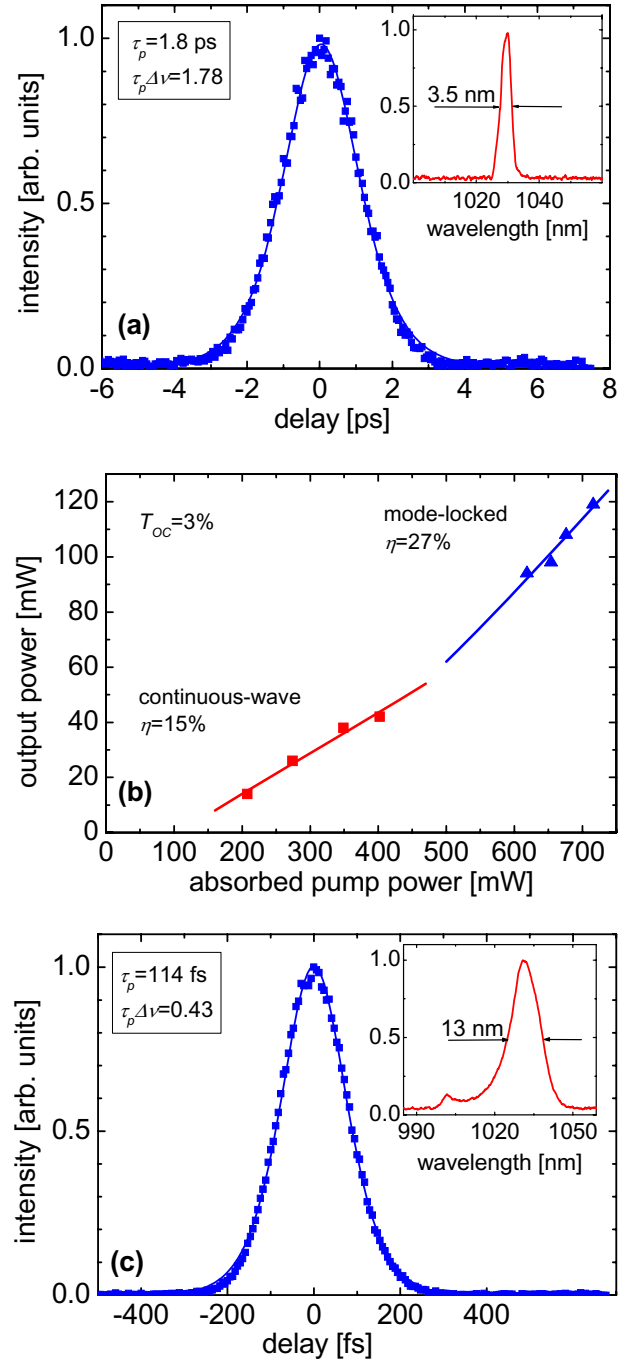 τp=1.8 ps
τpΔν=1.78
3.5 nm
1.0
0.5
0.0
1020 1040
wavelength [nm]
intensity [arb. units]
1.0
0.5
0.0
(a)
-6 -4 -2 0 2 4 6 8
delay [ps]
TOC=3%
mode-locked
η=27%
continuous-wave
η=15%
output power [mW]
120
100
80
60
40
20
0
(b)
0 100 200 300 400 500 600 700
absorbed pump power [mW]
τp=114 fs
τpΔν=0.43
13 nm
1.0
0.5
0.0
990 1020 1050
wavelength [nm]
intensity [arb. units]
1.0
0.5
0.0
(c)
-400 -200 0 200 400
delay [fs]